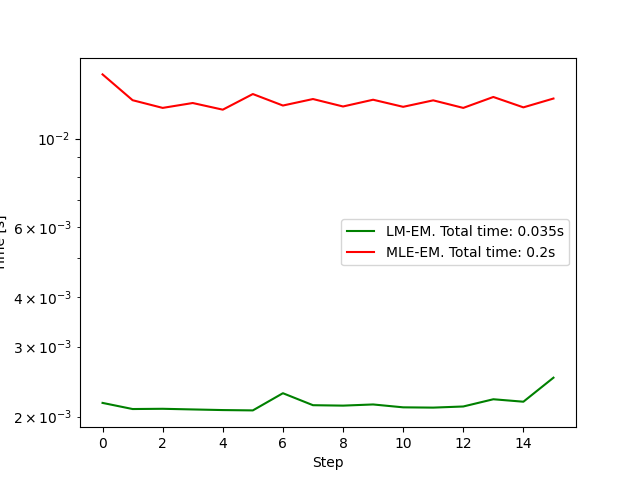 10⁻²
6 × 10⁻³
4 × 10⁻³
3 × 10⁻³
2 × 10⁻³
LM-EM. Total time: 0.035s
MLE-EM. Total time: 0.2s
0 2 4 6 8 10 12 14
Step